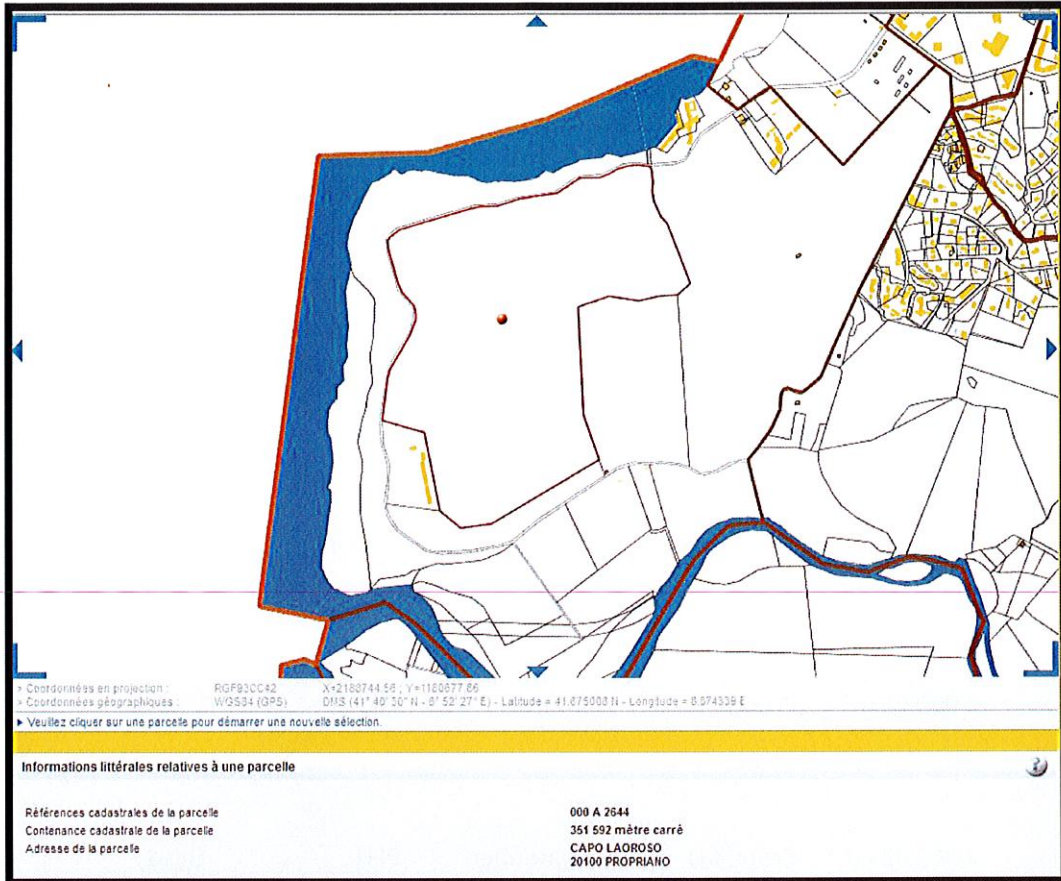 > Coordonnées en projection : RGF93CC42 X=2188744.56 ; Y=1180677.66
> Coordonnées géographiques : WGS84 (GPS) DMS (41° 40' 30" N - 8° 52' 27" E) - Latitude = 41.675008 N - Longitude = 8.874339 E
▶ Veuillez cliquer sur une parcelle pour démarrer une nouvelle sélection.
Informations littérales relatives à une parcelle
Références cadastrales de la parcelle 000 A 2644
Contenance cadastrale de la parcelle 351 592 mètre carré
Adresse de la parcelle CAPO LAOROSO
20100 PROPRIANO